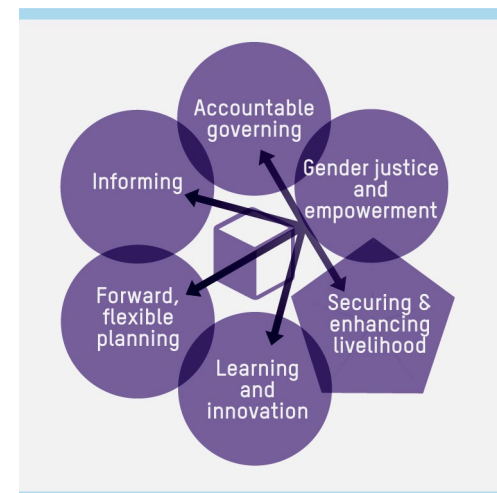 Accountable
governing
Gender justice
and
empowerment
Informing
Securing &
enhancing
livelihood
Forward,
flexible
planning
Learning
and
innovation